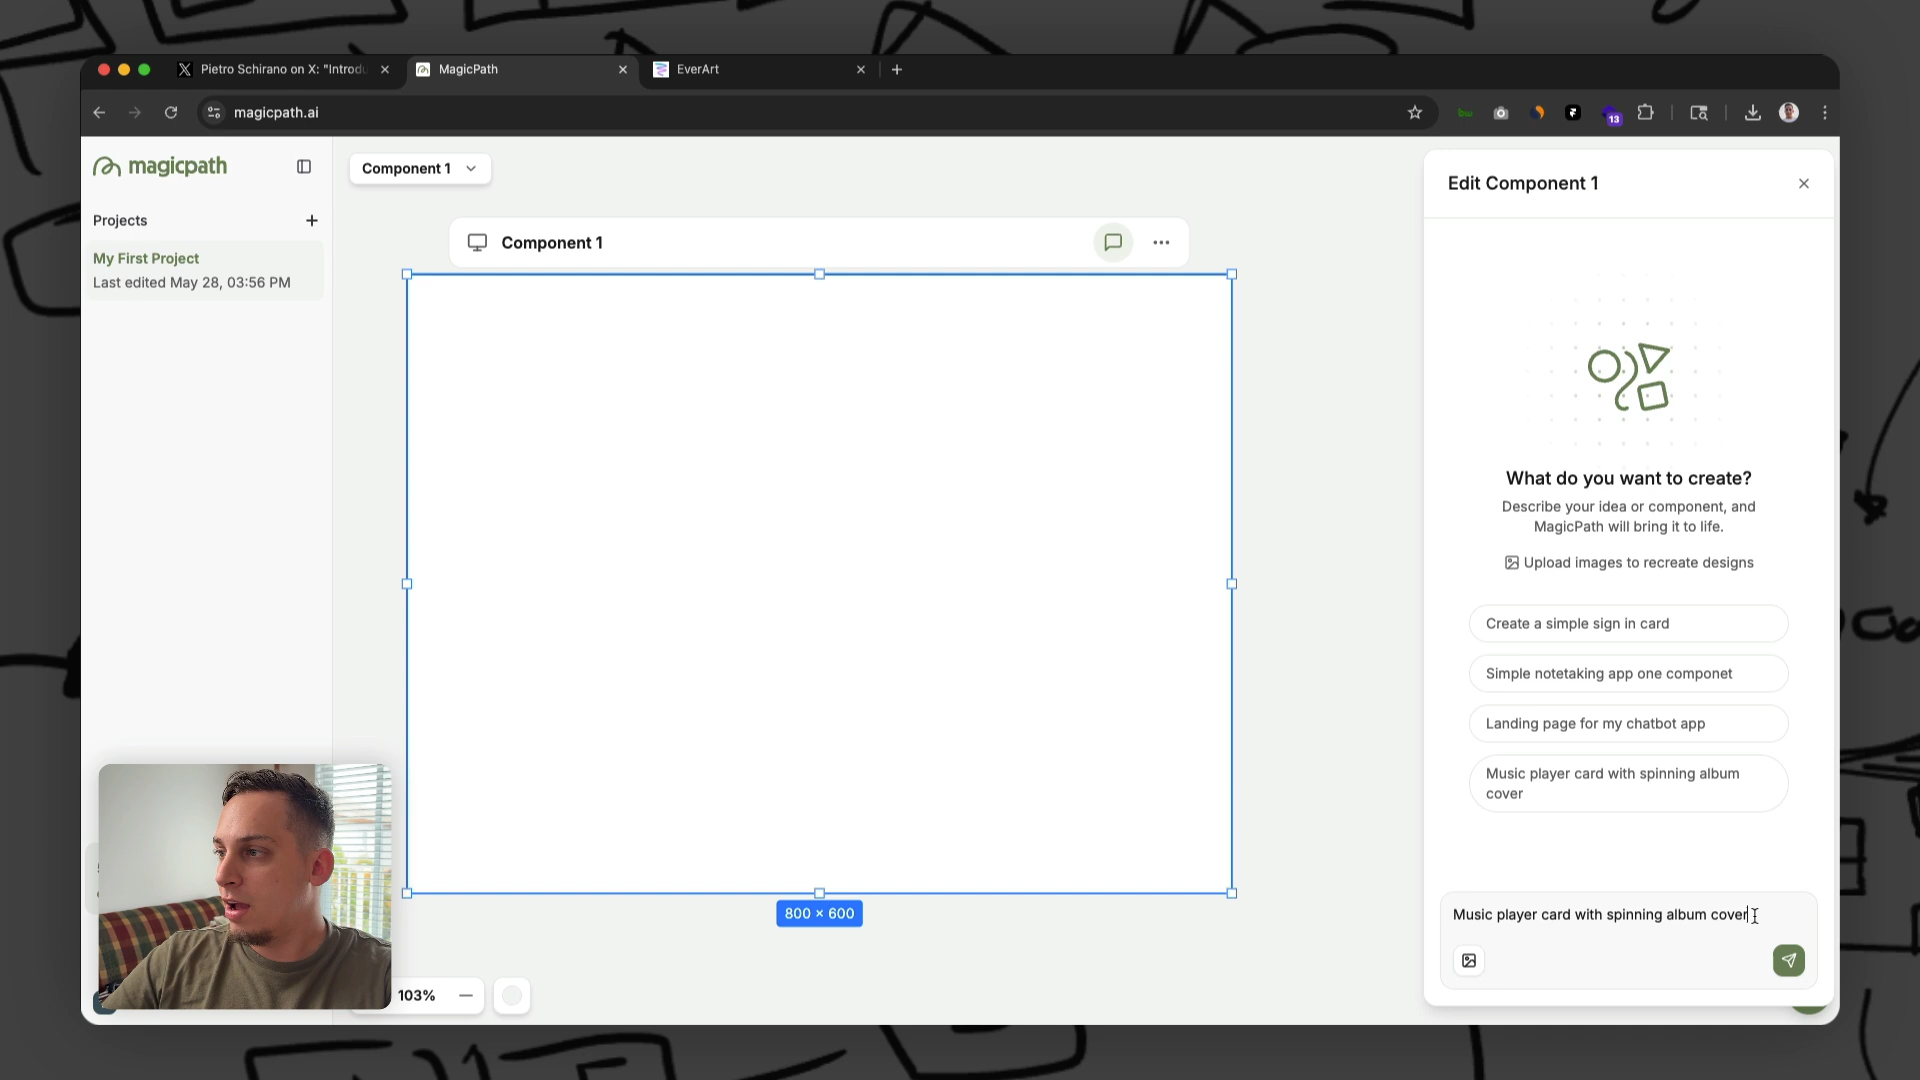 Pietro Schirano on X: "Introdu
MagicPath
EverArt
magicpath.ai
13
magicpath
Component 1
Edit Component 1
Projects
Component 1
My First Project
Last edited May 28, 03:56 PM
What do you want to create?
Describe your idea or component, and
MagicPath will bring it to life.
Upload images to recreate designs
Create a simple sign in card
Simple notetaking app one componet
Landing page for my chatbot app
Music player card with spinning album
cover
800 × 600
Music player card with spinning album cover
103%